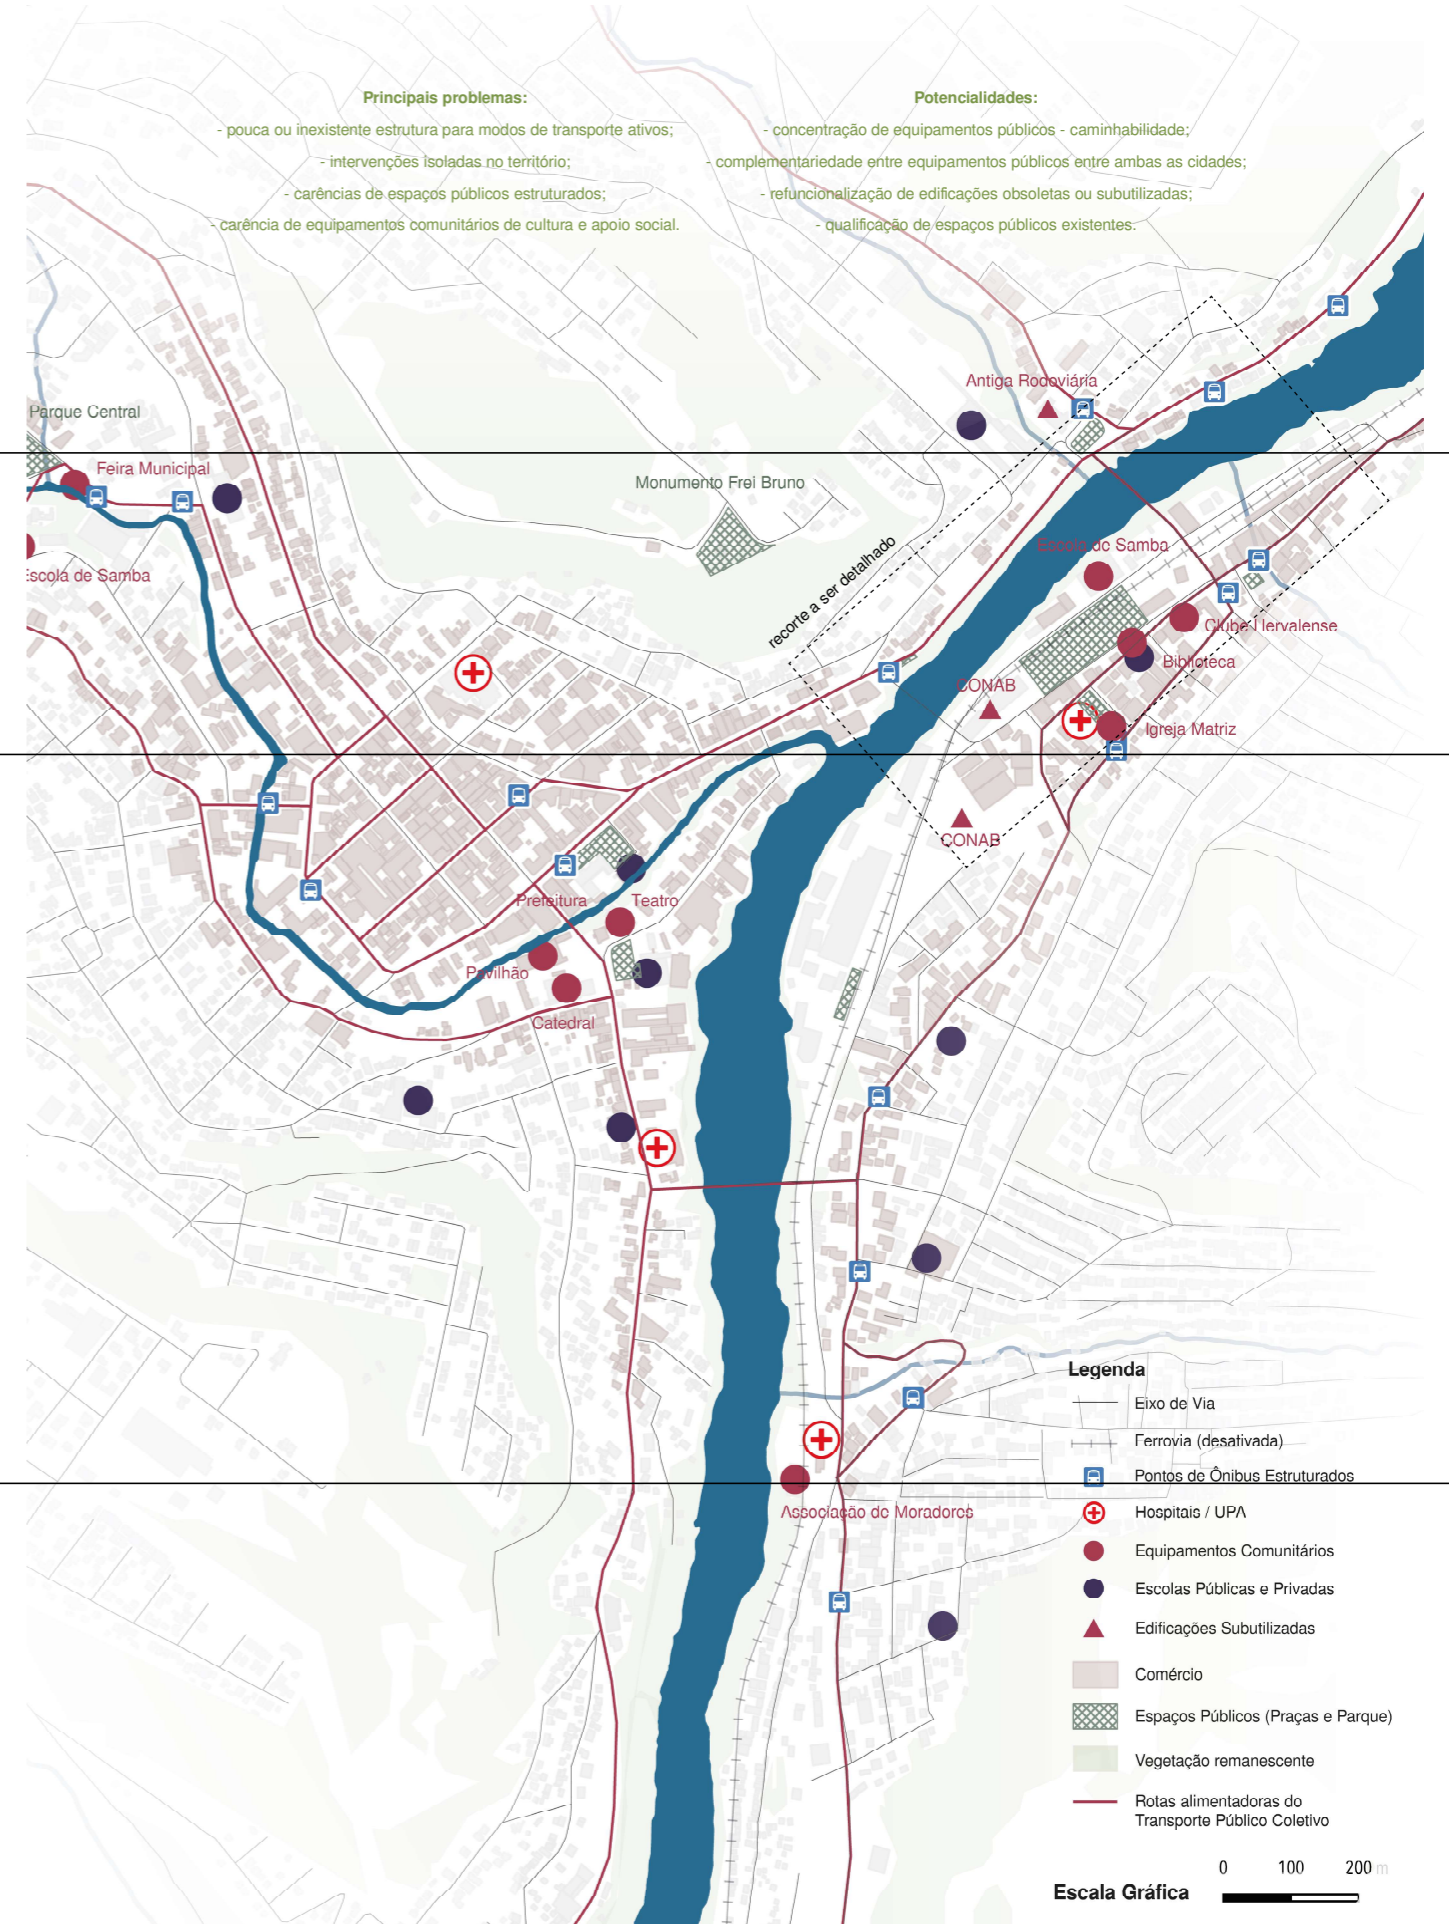 Principais problemas:
- pouca ou inexistente estrutura para modos de transporte ativos;
- intervenções isoladas no território;
- carências de espaços públicos estruturados;
- carência de equipamentos comunitários de cultura e apoio social.
Potencialidades:
- concentração de equipamentos públicos - caminhabilidade;
- complementariedade entre equipamentos públicos entre ambas as cidades;
- refuncionalização de edificações obsoletas ou subutilizadas;
- qualificação de espaços públicos existentes.
Antiga Rodoviária
Parque Central
Feira Municipal
Monumento Frei Bruno
Escola de Samba
recorte a ser detalhado
Escola de Samba
Clube Hervalense
Biblioteca
CONAB
Igreja Matriz
CONAB
Prefeitura
Teatro
Pavilhão
Catedral
Associação de Moradores
Legenda
Eixo de Via
Ferrovia (desativada)
Pontos de Ônibus Estruturados
Hospitais / UPA
Equipamentos Comunitários
Escolas Públicas e Privadas
Edificações Subutilizadas
Comércio
Espaços Públicos (Praças e Parque)
Vegetação remanescente
Rotas alimentadoras do
Transporte Público Coletivo
0 100 200 m
Escala Gráfica